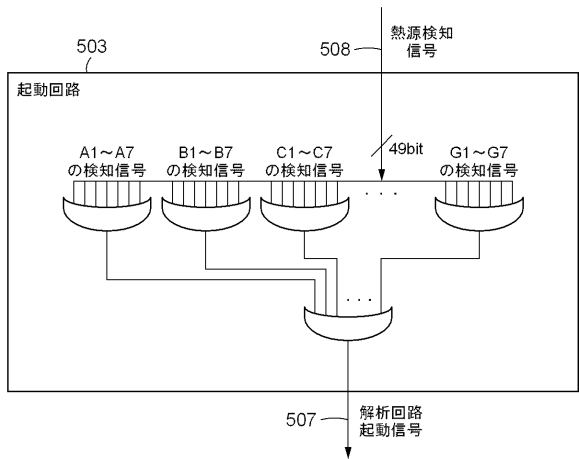 508
熱源検知
信号
503
起動回路
49bit
A1～A7
の検知信号
B1～B7
の検知信号
C1～C7
の検知信号
・・・
G1～G7
の検知信号
・・・
507
解析回路
起動信号